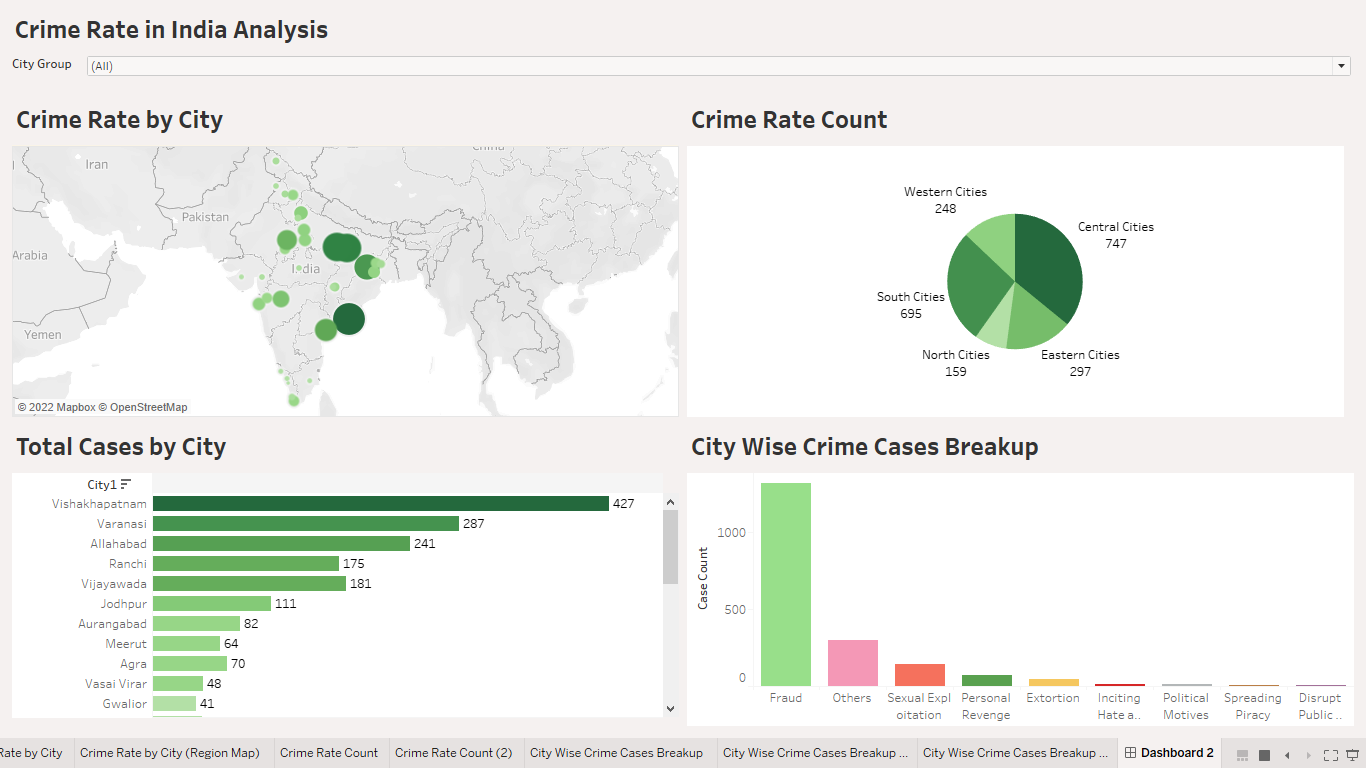 Crime Rate in India Analysis
City Group
(All)
Crime Rate by City
Crime Rate Count
Iran
China
Pakistan
Arabia
India
Yemen
© 2022 Mapbox © OpenStreetMap
Western Cities
248
Central Cities
747
South Cities
695
North Cities
159
Eastern Cities
297
Total Cases by City
City Wise Crime Cases Breakup
City1
Vishakhapatnam 427
Varanasi 287
Allahabad 241
Ranchi 175
Vijayawada 181
Jodhpur 111
Aurangabad 82
Meerut 64
Agra 70
Vasai Virar 48
Gwalior 41
Case Count
1000
500
0
Fraud
Others
Sexual Expl
oitation
Personal
Revenge
Extortion
Inciting
Hate a..
Political
Motives
Spreading
Piracy
Disrupt
Public ..
Rate by City
Crime Rate by City (Region Map)
Crime Rate Count
Crime Rate Count (2)
City Wise Crime Cases Breakup
City Wise Crime Cases Breakup ...
City Wise Crime Cases Breakup ...
Dashboard 2